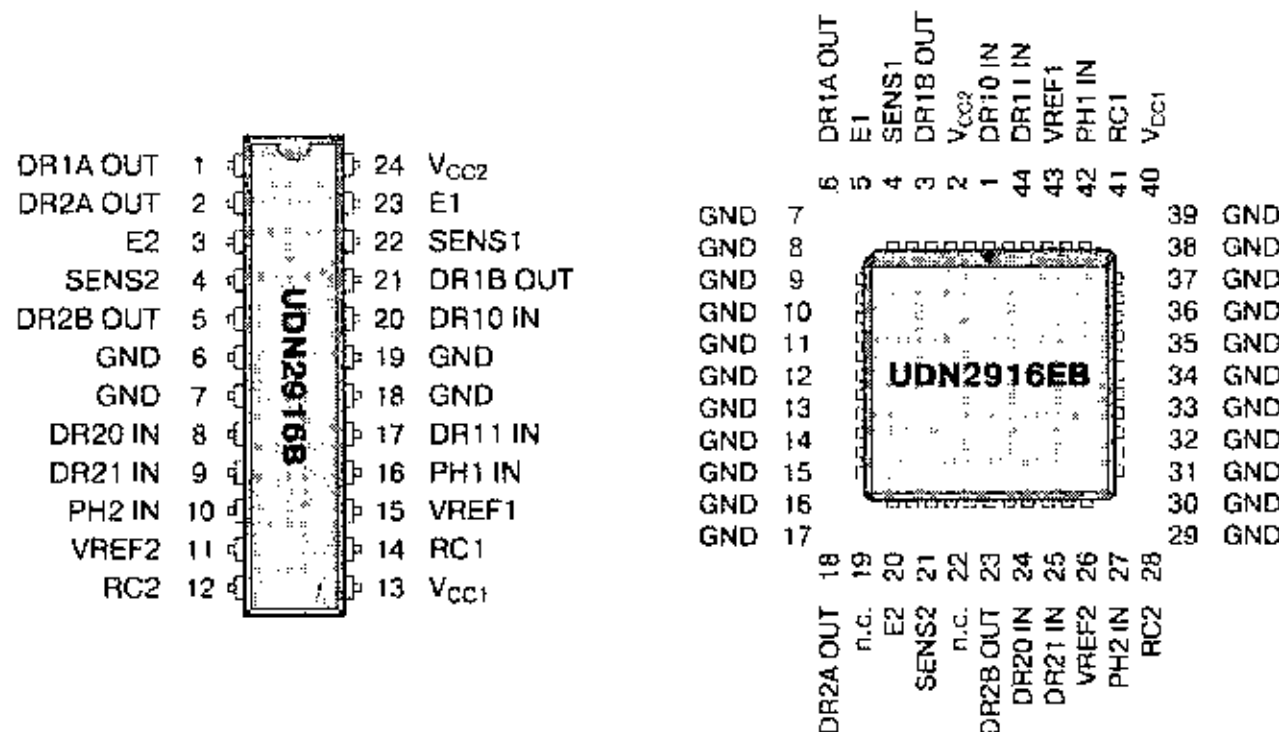 DR1A OUT 1
DR2A OUT 2
E2 3
SENS2 4
DR2B OUT 5
GND 6
GND 7
DR20 IN 8
DR21 IN 9
PH2 IN 10
VREF2 11
RC2 12
UDN2916B
24 VCC2
23 E1
22 SENS1
21 DR1B OUT
20 DR10 IN
19 GND
18 GND
17 DR11 IN
16 PH1 IN
15 VREF1
14 RC1
13 VCC1
DR1A OUT 6
E1 5
SENS1 4
DR1B OUT 3
VCC2 2
DR10 IN 1
DR11 IN 44
VREF1 43
PH1 IN 42
RC1 41
VCC1 40
GND 7
GND 8
GND 9
GND 10
GND 11
GND 12
GND 13
GND 14
GND 15
GND 16
GND 17
UDN2916EB
39 GND
38 GND
37 GND
36 GND
35 GND
34 GND
33 GND
32 GND
31 GND
30 GND
29 GND
DR2A OUT 18
n.c. 19
E2 20
SENS2 21
n.c. 22
DR2B OUT 23
DR20 IN 24
DR21 IN 25
VREF2 26
PH2 IN 27
RC2 28